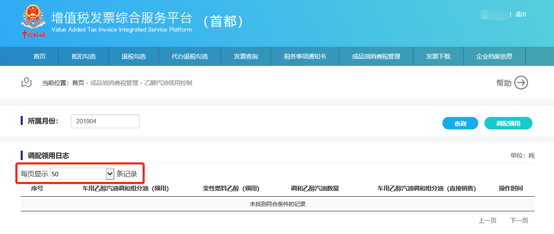 增值税发票综合服务平台 （首都）
Value Added Tax Invoice Integrated Service Platform
| 退出
首页 抵扣勾选 退税勾选 代办退税勾选 发票查询 税务事项通知书 成品油消费税管理 发票下载 企业档案信息
当前位置：首页 - 成品油消费税管理 - 乙醇汽油领用控制 帮助
所属月份： 201904 查询 调配领用
调配领用日志 单位：吨
每页显示 50 条记录
序号 车用乙醇汽油调和组分油（领用） 变性燃料乙醇（领用） 调和乙醇汽油数量 车用乙醇汽油调和组分油（直接销售） 操作时间
未找到符合条件的记录
上一页 下一页